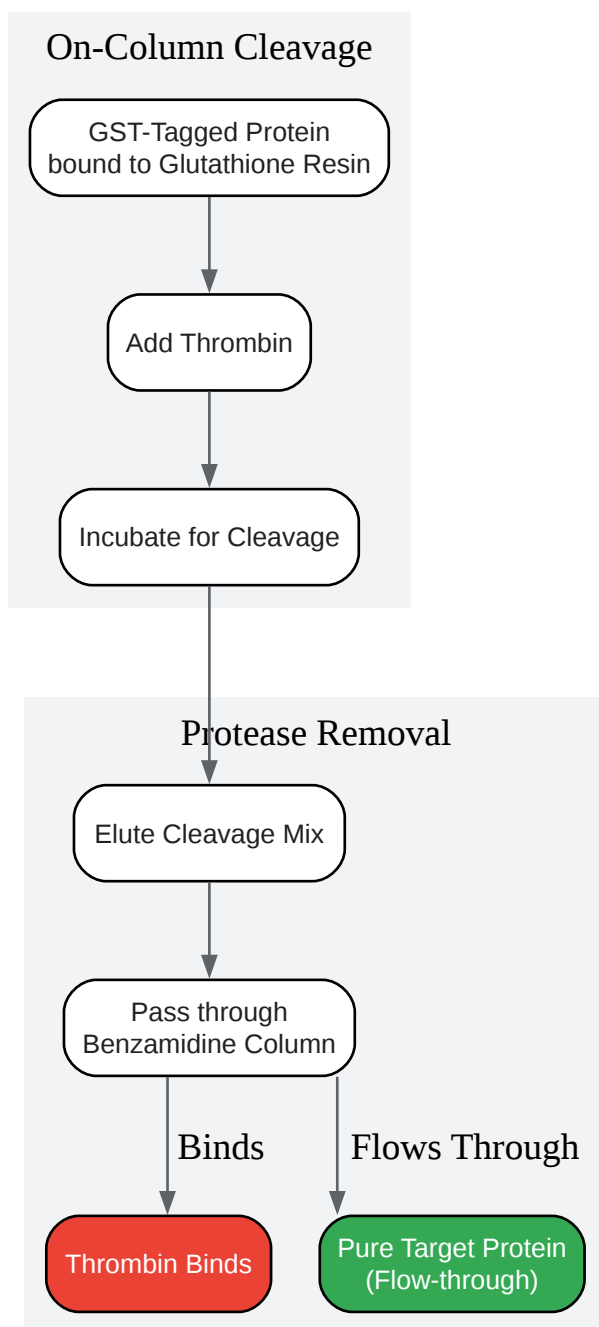 On-Column Cleavage
GST-Tagged Protein
bound to Glutathione Resin
Add Thrombin
Incubate for Cleavage
Protease Removal
Elute Cleavage Mix
Pass through
Benzamidine Column
Binds
Flows Through
Thrombin Binds
Pure Target Protein
(Flow-through)